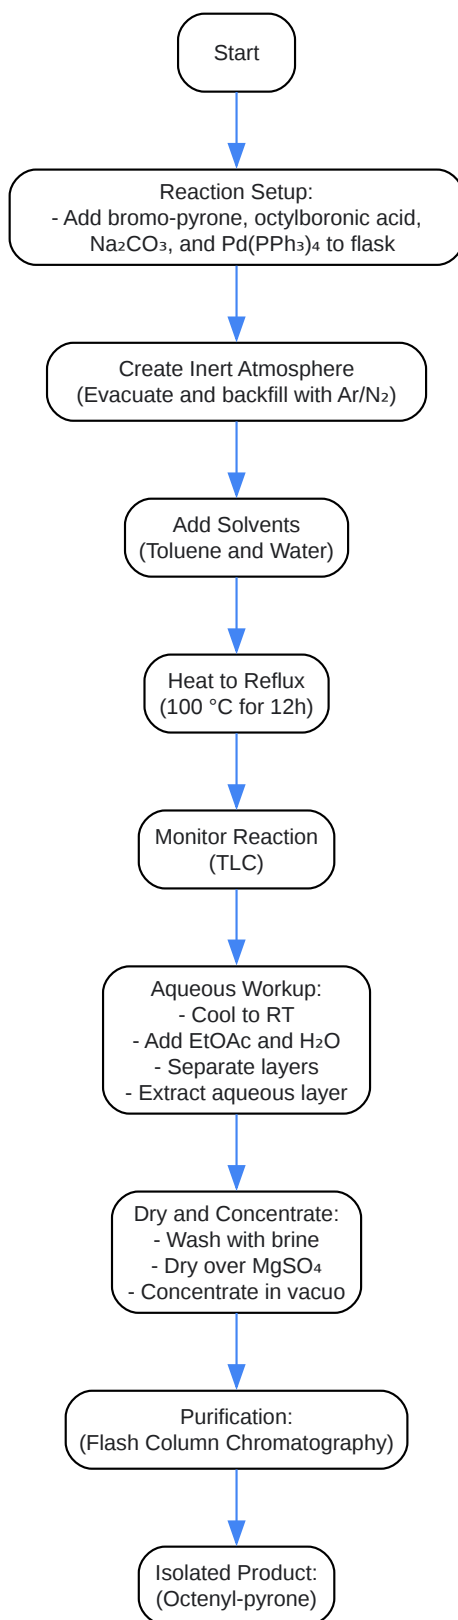 Start
Reaction Setup:
- Add bromo-pyrone, octylboronic acid,
Na₂CO₃, and Pd(PPh₃)₄ to flask
Create Inert Atmosphere
(Evacuate and backfill with Ar/N₂)
Add Solvents
(Toluene and Water)
Heat to Reflux
(100 °C for 12h)
Monitor Reaction
(TLC)
Aqueous Workup:
- Cool to RT
- Add EtOAc and H₂O
- Separate layers
- Extract aqueous layer
Dry and Concentrate:
- Wash with brine
- Dry over MgSO₄
- Concentrate in vacuo
Purification:
(Flash Column Chromatography)
Isolated Product:
(Octenyl-pyrone)